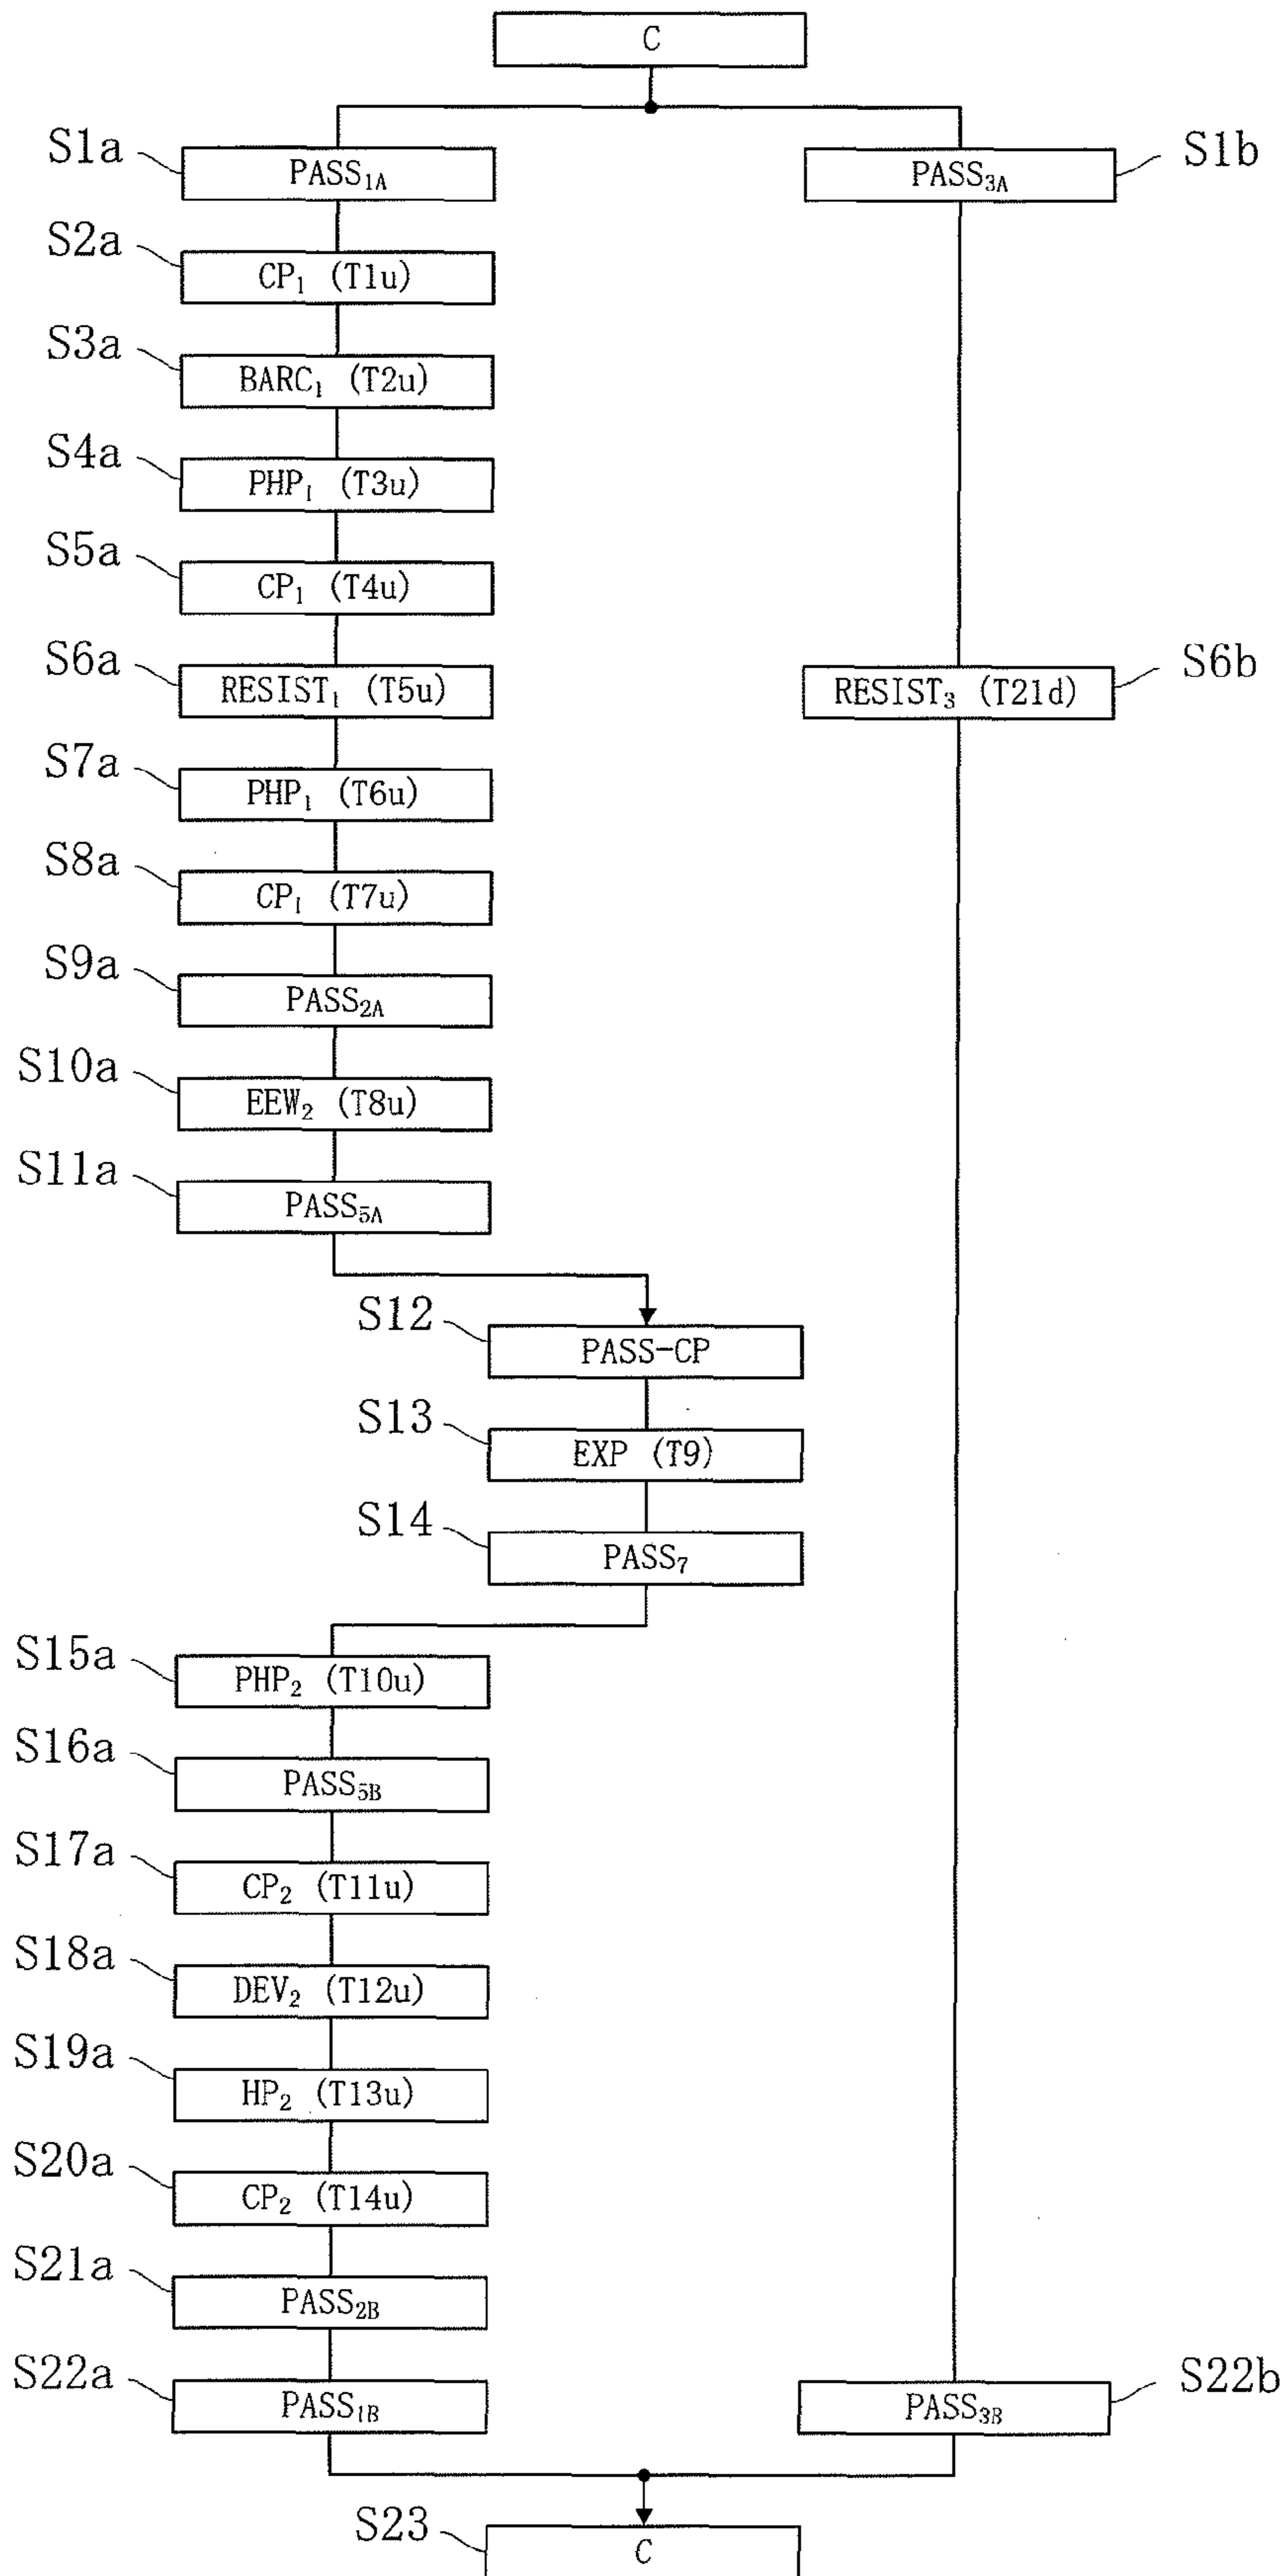 C
S1a PASS1A PASS3A S1b
S2a CP1 (T1u)
S3a BARC1 (T2u)
S4a PHP1 (T3u)
S5a CP1 (T4u)
S6a RESIST1 (T5u) RESIST3 (T21d) S6b
S7a PHP1 (T6u)
S8a CP1 (T7u)
S9a PASS2A
S10a EEW2 (T8u)
S11a PASS5A
S12 PASS-CP
S13 EXP (T9)
S14 PASS7
S15a PHP2 (T10u)
S16a PASS5B
S17a CP2 (T11u)
S18a DEV2 (T12u)
S19a HP2 (T13u)
S20a CP2 (T14u)
S21a PASS2B
S22a PASS1B PASS3B S22b
S23 C